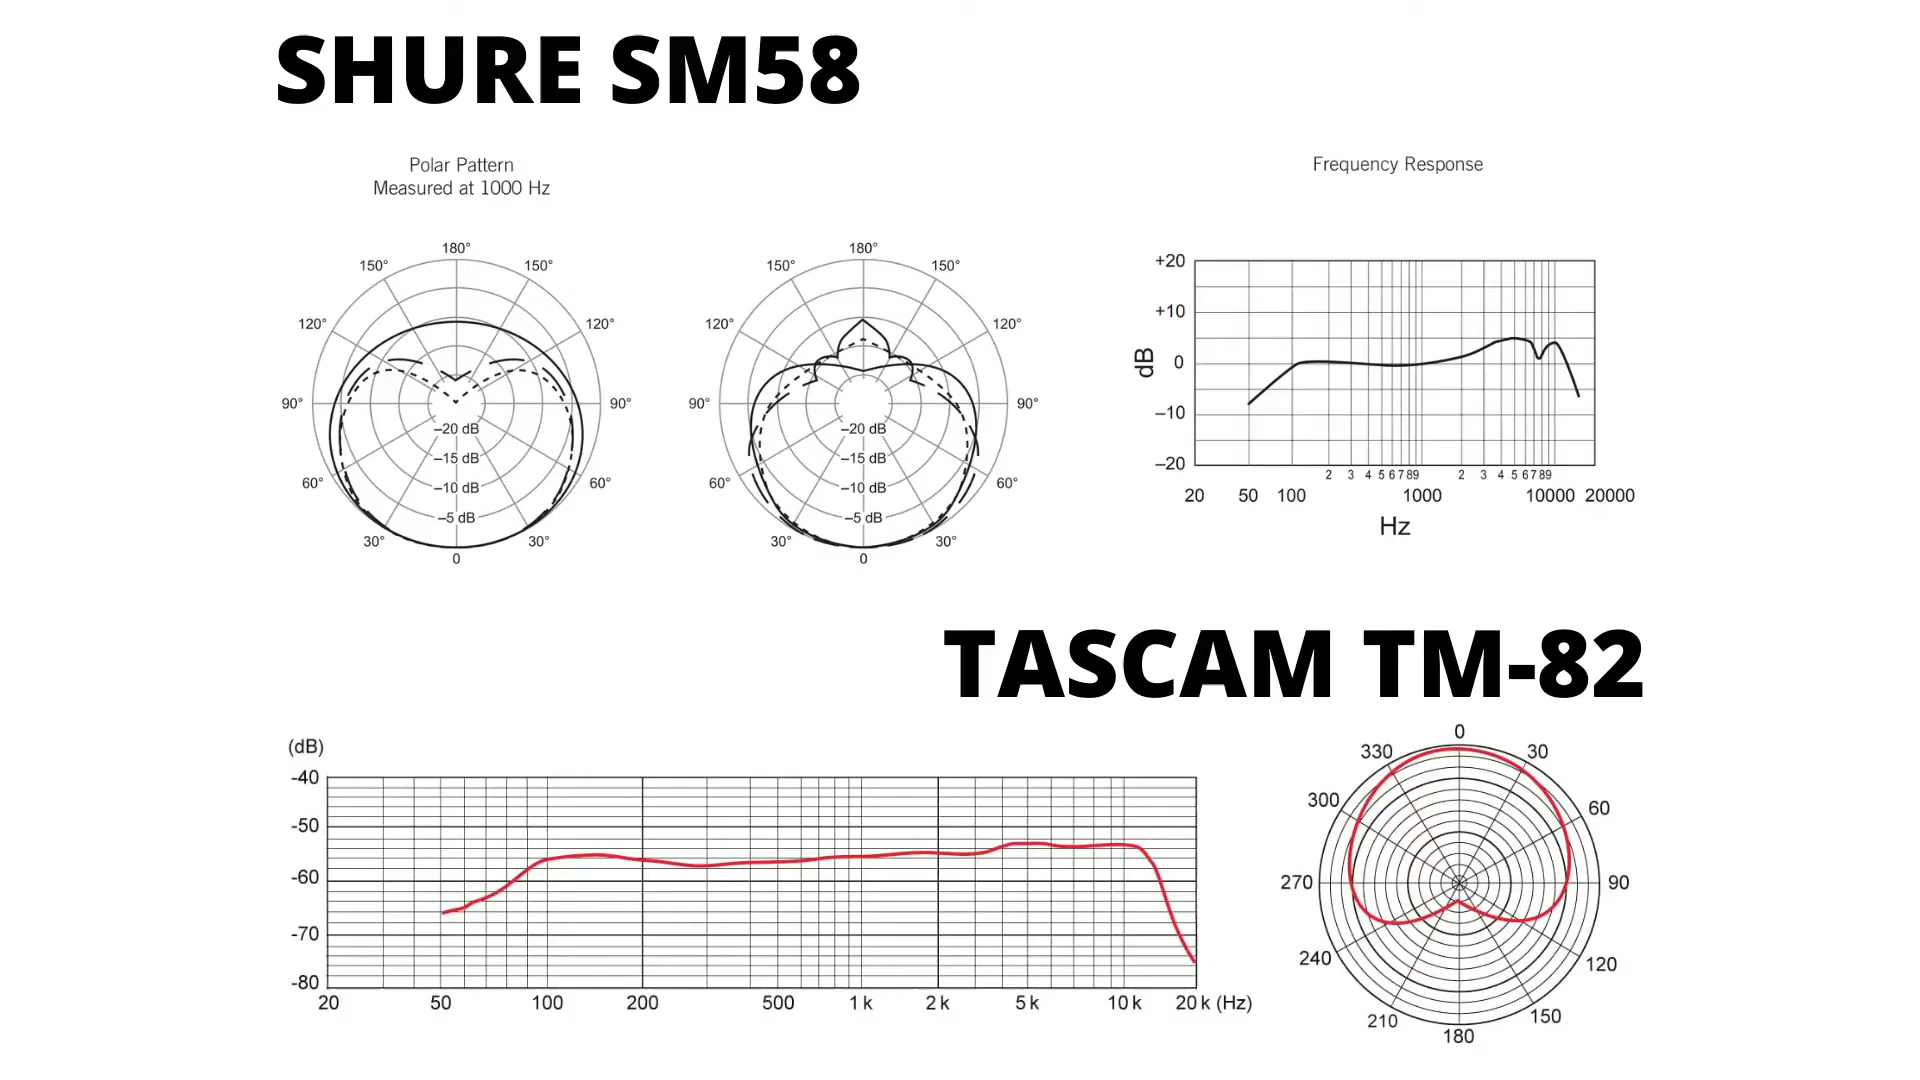 SHURE SM58
Polar Pattern
Measured at 1000 Hz
180°
150° 150°
120° 120°
90° 90°
–20 dB
–15 dB
60° 60°
–10 dB
–5 dB
30° 30°
0
180°
150° 150°
120° 120°
90° 90°
–20 dB
–15 dB
60° 60°
–10 dB
–5 dB
30° 30°
0
Frequency Response
+20
+10
0
–10
–20
dB
2 3 4 5 6 7 8 9 2 3 4 5 6 7 8 9
20 50 100 1000 10000 20000
Hz
TASCAM TM-82
(dB)
-40
-50
-60
-70
-80
20 50 100 200 500 1k 2k 5k 10k 20k (Hz)
0
330 30
300 60
270 90
240 120
210 150
180